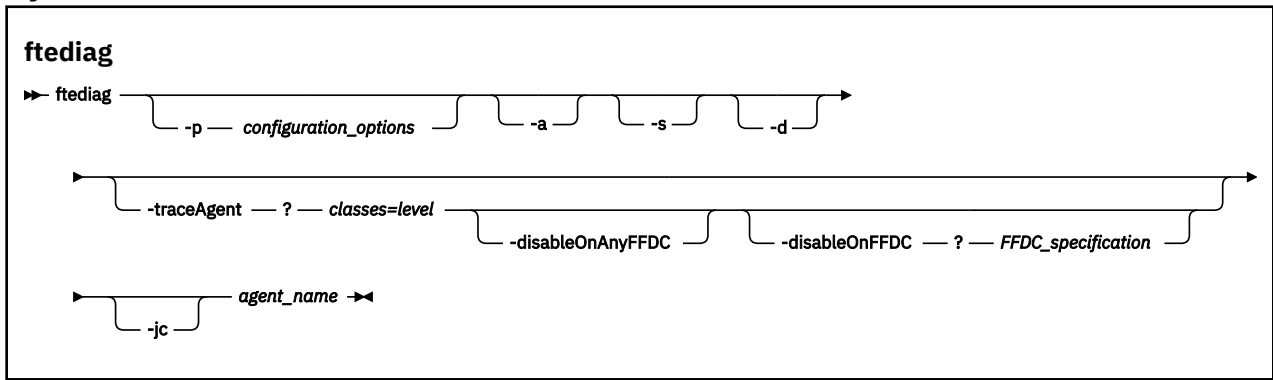 ftediag
ftediag
-p configuration_options -a -s -d
-traceAgent ? classes=level
-disableOnAnyFFDC -disableOnFFDC ? FFDC_specification
agent_name
-jc